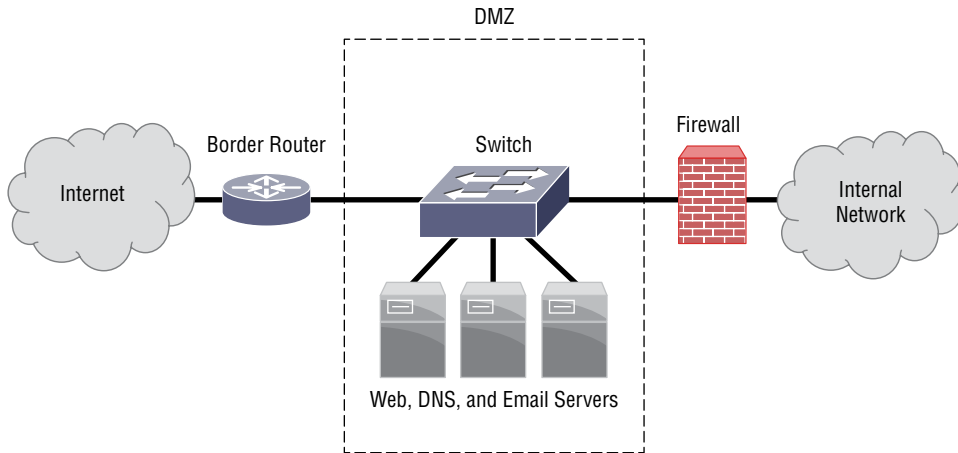 DMZ
Internet
Border Router
Switch
Firewall
Internal
Network
Web, DNS, and Email Servers